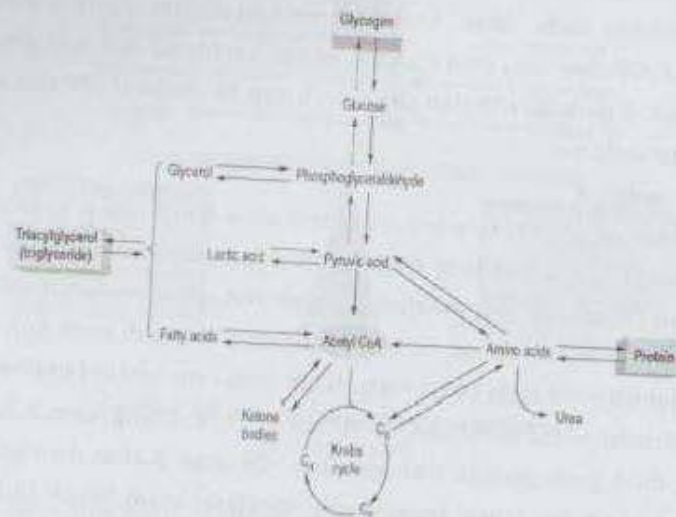 Glycogen
Glucose
Glycerol
Phosphoglyceraldehyde
Triacylglycerol
(triglyceride)
Lactic acid
Pyruvic acid
Fatty acids
Acetyl CoA
Amino acids
Protein
Ketone
bodies
Urea
Krebs
cycle
C₄